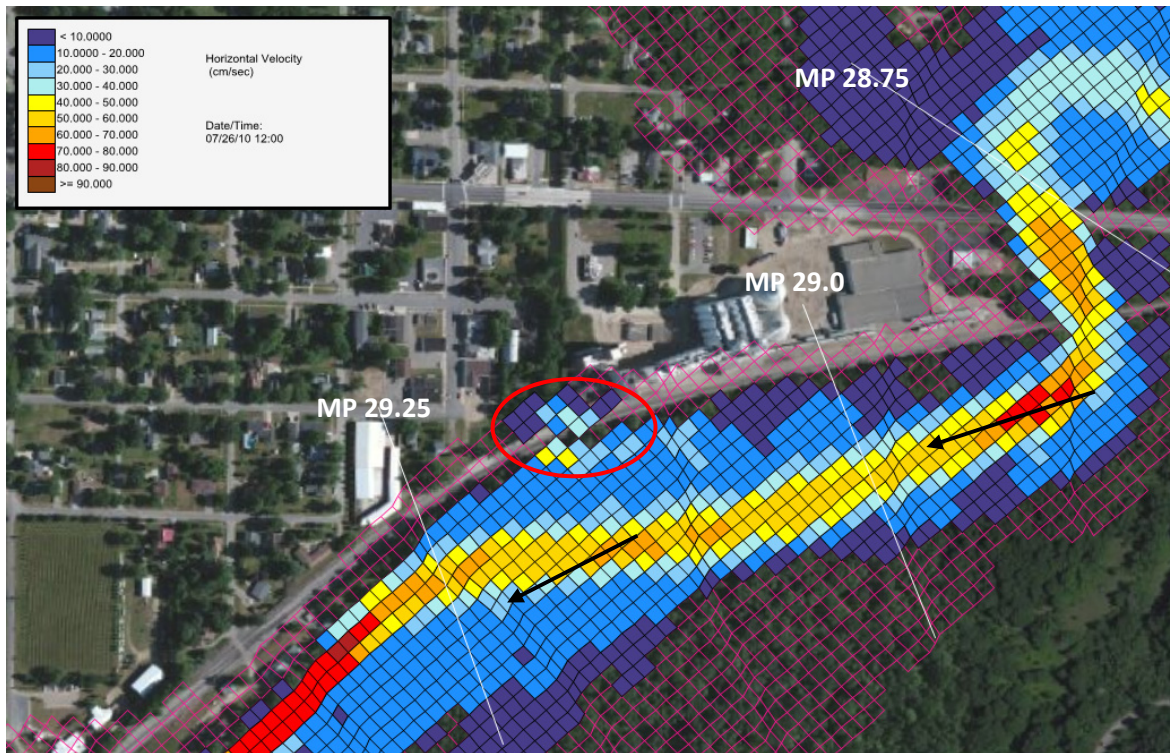 < 10.0000
10.0000 - 20.000
20.000 - 30.000
30.000 - 40.000
40.000 - 50.000
50.000 - 60.000
60.000 - 70.000
70.000 - 80.000
80.000 - 90.000
>= 90.000
Horizontal Velocity
(cm/sec)
Date/Time:
07/26/10 12:00
MP 28.75
MP 29.0
MP 29.25